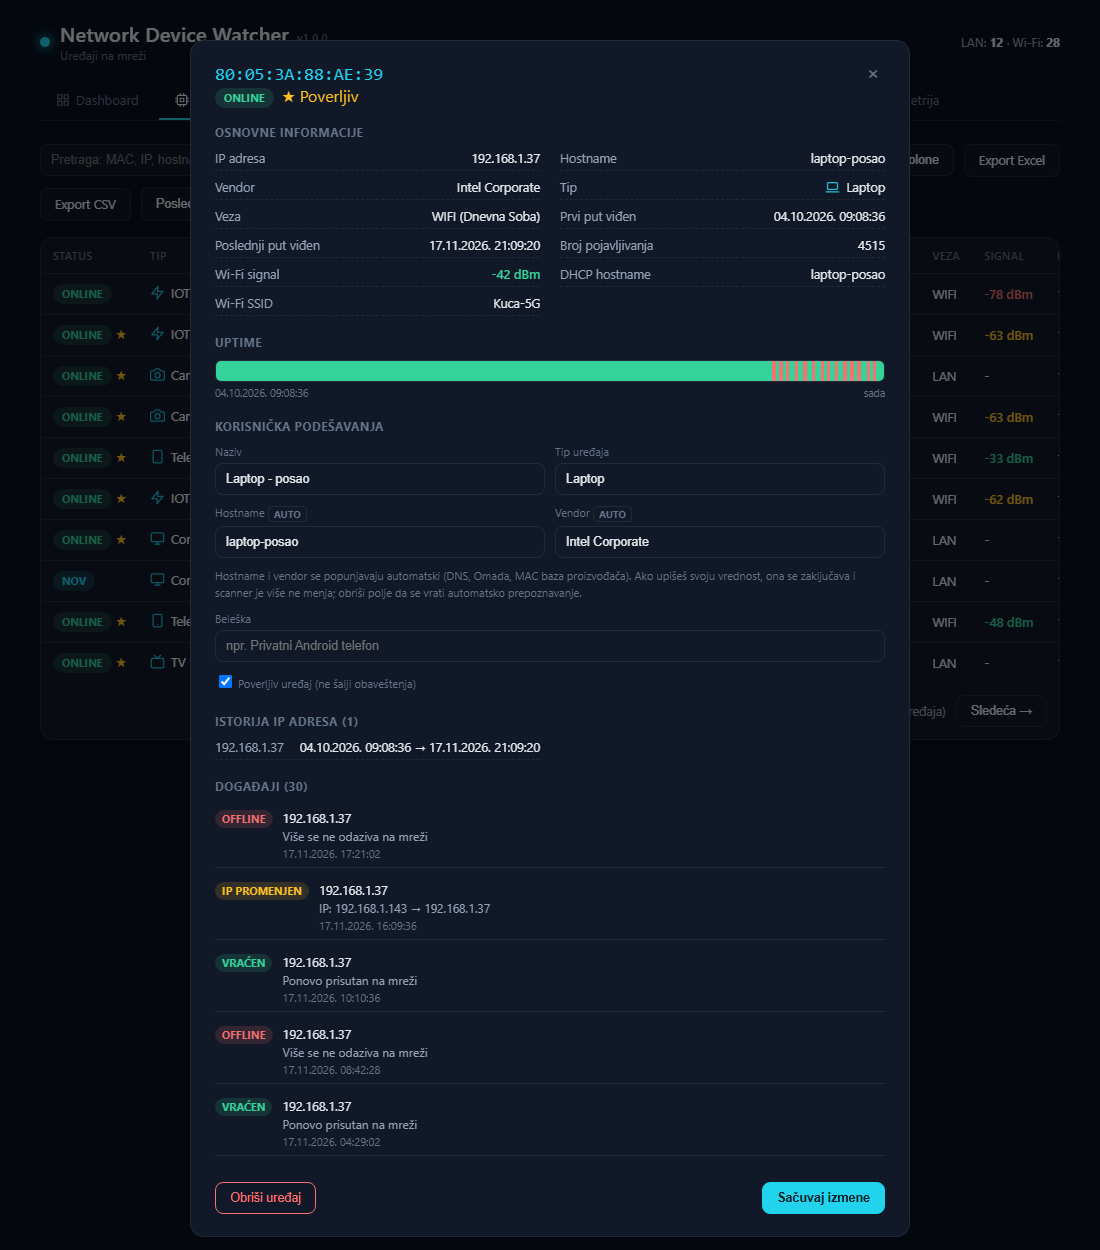 Network Device Watcher v1.0.0
Uređaji na mreži
LAN: 12 · Wi-Fi: 28
Dashboard
etrija
Pretraga: MAC, IP, hostna
olone
Export Excel
Export CSV
Posled
STATUS TIP VEZA SIGNAL
ONLINE IOT WIFI -78 dBm
ONLINE ★ IOT WIFI -63 dBm
ONLINE ★ Car LAN -
ONLINE ★ Car WIFI -63 dBm
ONLINE ★ Tele WIFI -33 dBm
ONLINE ★ IOT WIFI -62 dBm
ONLINE ★ Cor LAN -
NOV Cor LAN -
ONLINE ★ Tele WIFI -48 dBm
ONLINE ★ TV LAN -
ređaja) Sledeća →
80:05:3A:88:AE:39
×
ONLINE ★ Poverljiv
OSNOVNE INFORMACIJE
IP adresa 192.168.1.37
Hostname laptop-posao
Vendor Intel Corporate
Tip Laptop
Veza WIFI (Dnevna Soba)
Prvi put viđen 04.10.2026. 09:08:36
Poslednji put viđen 17.11.2026. 21:09:20
Broj pojavljivanja 4515
Wi-Fi signal -42 dBm
DHCP hostname laptop-posao
Wi-Fi SSID Kuca-5G
UPTIME
04.10.2026. 09:08:36 sada
KORISNIČKA PODEŠAVANJA
Naziv
Laptop - posao
Tip uređaja
Laptop
Hostname AUTO
laptop-posao
Vendor AUTO
Intel Corporate
Hostname i vendor se popunjavaju automatski (DNS, Omada, MAC baza proizvođača). Ako upišeš svoju vrednost, ona se zaključava i
scanner je više ne menja; obriši polje da se vrati automatsko prepoznavanje.
Beleška
npr. Privatni Android telefon
Poverljiv uređaj (ne šalji obaveštenja)
ISTORIJA IP ADRESA (1)
192.168.1.37 04.10.2026. 09:08:36 → 17.11.2026. 21:09:20
DOGAĐAJI (30)
OFFLINE 192.168.1.37
Više se ne odaziva na mreži
17.11.2026. 17:21:02
IP PROMENJEN 192.168.1.37
IP: 192.168.1.143 → 192.168.1.37
17.11.2026. 16:09:36
VRAĆEN 192.168.1.37
Ponovo prisutan na mreži
17.11.2026. 10:10:36
OFFLINE 192.168.1.37
Više se ne odaziva na mreži
17.11.2026. 08:42:28
VRAĆEN 192.168.1.37
Ponovo prisutan na mreži
17.11.2026. 04:29:02
Obriši uređaj
Sačuvaj izmene